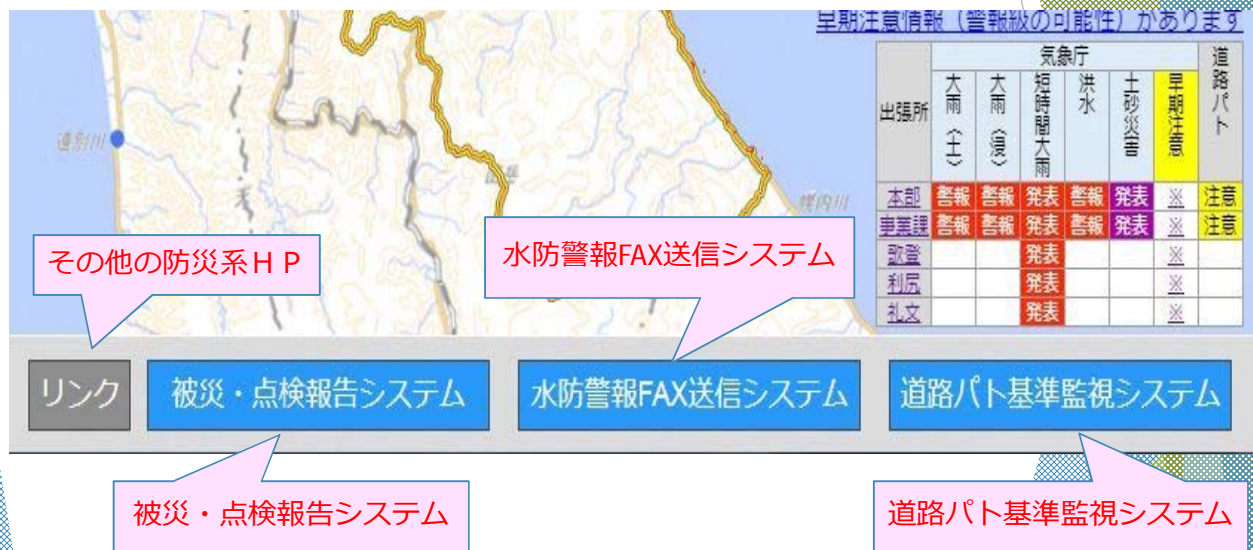 早期注意情報（警報級の可能性）があります
気象庁
道路パト
出張所
大雨（土）
大雨（浸）
短時間大雨
洪水
土砂災害
早期注意
本部 警報 警報 発表 警報 発表 ※ 注意
事業課 警報 警報 発表 警報 発表 ※ 注意
歌登 発表 ※
利尻 発表 ※
礼文 発表 ※
遠別川
幌内川
その他の防災系ＨＰ
水防警報FAX送信システム
リンク
被災・点検報告システム
水防警報FAX送信システム
道路パト基準監視システム
被災・点検報告システム
道路パト基準監視システム